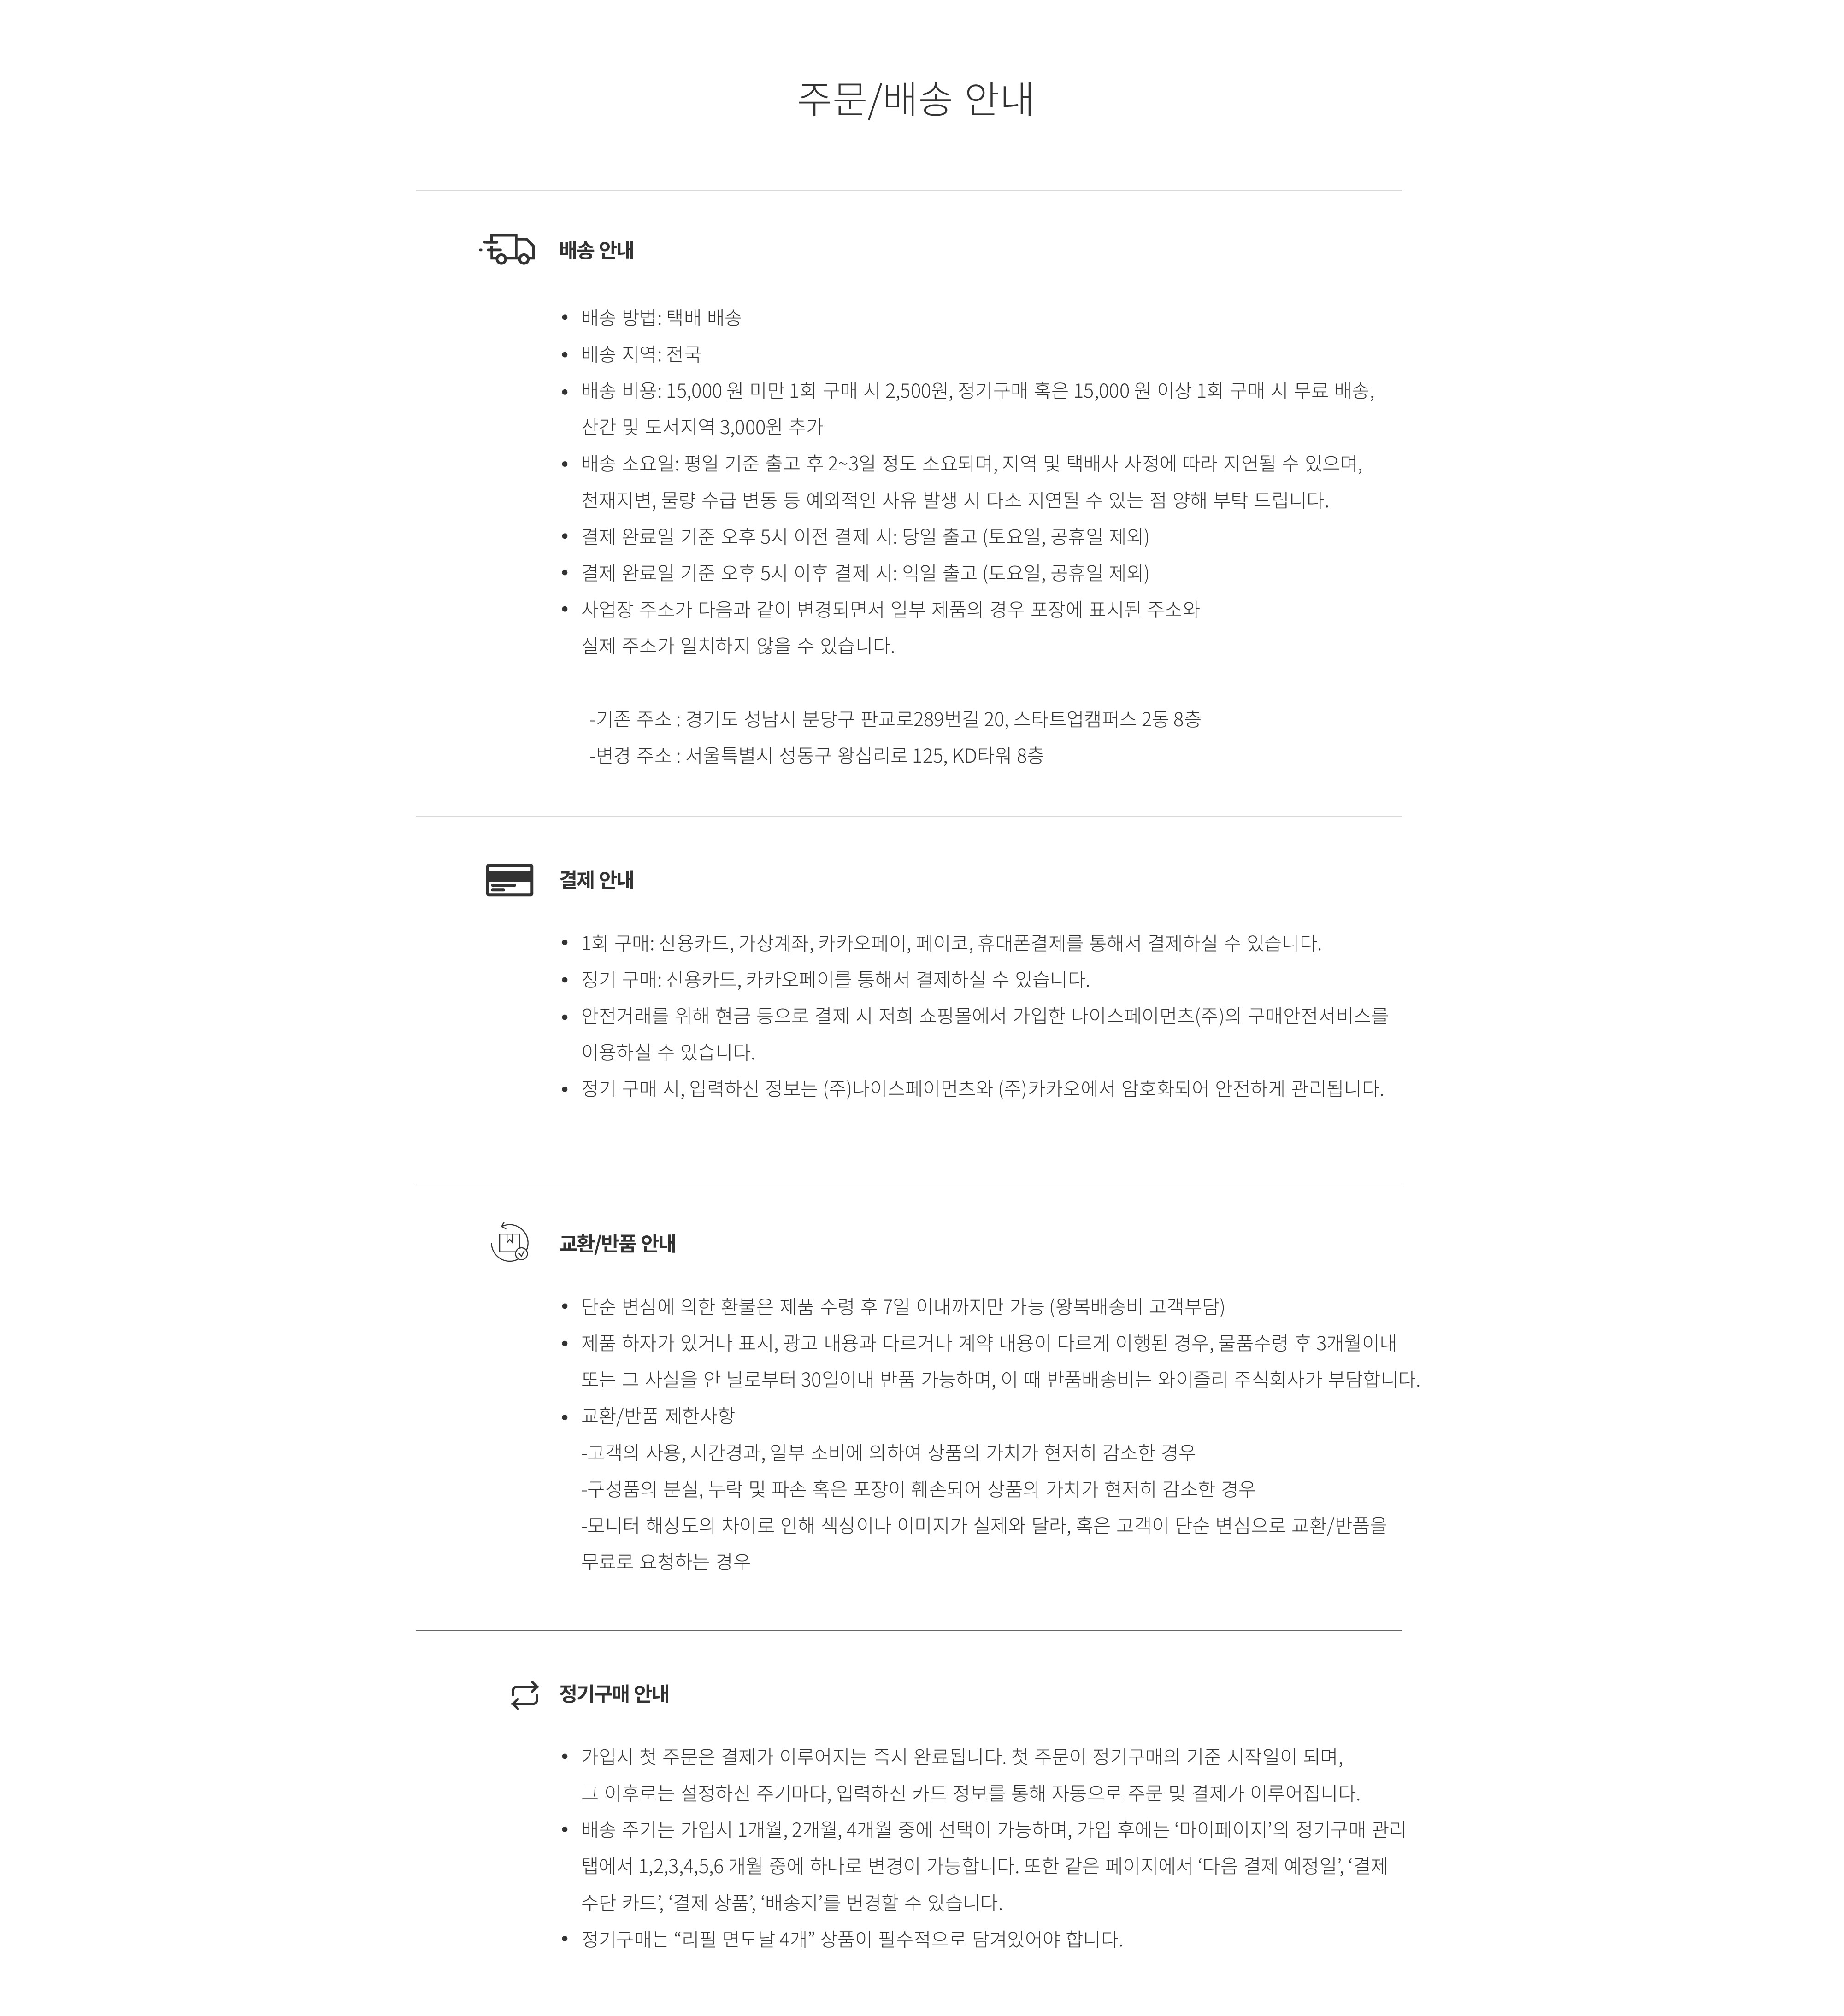 주문/배송 안내
배송 안내
• 배송 방법: 택배 배송
• 배송 지역: 전국
• 배송 비용: 15,000 원 미만 1회 구매 시 2,500원, 정기구매 혹은 15,000 원 이상 1회 구매 시 무료 배송,
산간 및 도서지역 3,000원 추가
• 배송 소요일: 평일 기준 출고 후 2~3일 정도 소요되며, 지역 및 택배사 사정에 따라 지연될 수 있으며,
천재지변, 물량 수급 변동 등 예외적인 사유 발생 시 다소 지연될 수 있는 점 양해 부탁 드립니다.
• 결제 완료일 기준 오후 5시 이전 결제 시: 당일 출고 (토요일, 공휴일 제외)
• 결제 완료일 기준 오후 5시 이후 결제 시: 익일 출고 (토요일, 공휴일 제외)
• 사업장 주소가 다음과 같이 변경되면서 일부 제품의 경우 포장에 표시된 주소와
실제 주소가 일치하지 않을 수 있습니다.
-기존 주소 : 경기도 성남시 분당구 판교로289번길 20, 스타트업캠퍼스 2동 8층
-변경 주소 : 서울특별시 성동구 왕십리로 125, KD타워 8층
결제 안내
• 1회 구매: 신용카드, 가상계좌, 카카오페이, 페이코, 휴대폰결제를 통해서 결제하실 수 있습니다.
• 정기 구매: 신용카드, 카카오페이를 통해서 결제하실 수 있습니다.
• 안전거래를 위해 현금 등으로 결제 시 저희 쇼핑몰에서 가입한 나이스페이먼츠(주)의 구매안전서비스를
이용하실 수 있습니다.
• 정기 구매 시, 입력하신 정보는 (주)나이스페이먼츠와 (주)카카오에서 암호화되어 안전하게 관리됩니다.
교환/반품 안내
• 단순 변심에 의한 환불은 제품 수령 후 7일 이내까지만 가능 (왕복배송비 고객부담)
• 제품 하자가 있거나 표시, 광고 내용과 다르거나 계약 내용이 다르게 이행된 경우, 물품수령 후 3개월이내
또는 그 사실을 안 날로부터 30일이내 반품 가능하며, 이 때 반품배송비는 와이즐리 주식회사가 부담합니다.
• 교환/반품 제한사항
-고객의 사용, 시간경과, 일부 소비에 의하여 상품의 가치가 현저히 감소한 경우
-구성품의 분실, 누락 및 파손 혹은 포장이 훼손되어 상품의 가치가 현저히 감소한 경우
-모니터 해상도의 차이로 인해 색상이나 이미지가 실제와 달라, 혹은 고객이 단순 변심으로 교환/반품을
무료로 요청하는 경우
정기구매 안내
• 가입시 첫 주문은 결제가 이루어지는 즉시 완료됩니다. 첫 주문이 정기구매의 기준 시작일이 되며,
그 이후로는 설정하신 주기마다, 입력하신 카드 정보를 통해 자동으로 주문 및 결제가 이루어집니다.
• 배송 주기는 가입시 1개월, 2개월, 4개월 중에 선택이 가능하며, 가입 후에는 ‘마이페이지’의 정기구매 관리
탭에서 1,2,3,4,5,6 개월 중에 하나로 변경이 가능합니다. 또한 같은 페이지에서 ‘다음 결제 예정일’, ‘결제
수단 카드’, ‘결제 상품’, ‘배송지’를 변경할 수 있습니다.
• 정기구매는 “리필 면도날 4개” 상품이 필수적으로 담겨있어야 합니다.